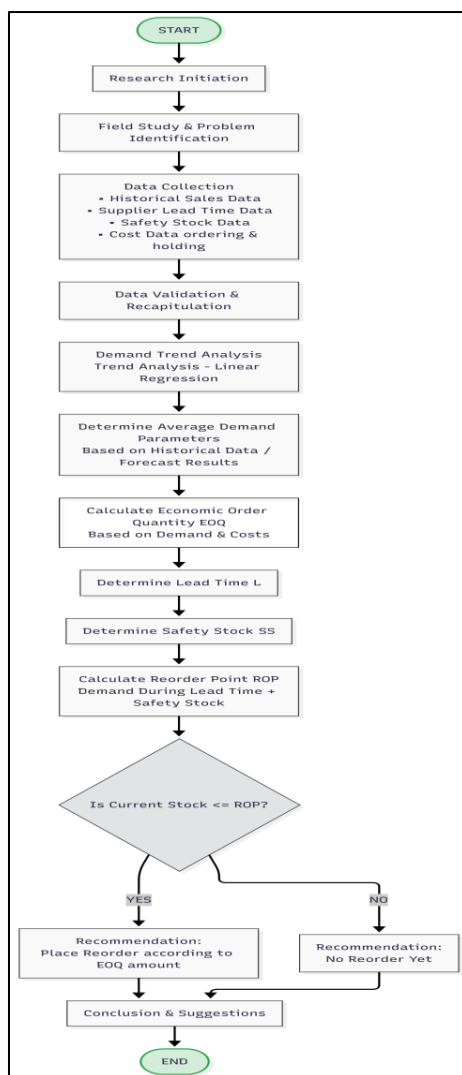 START
Research Initiation
Field Study & Problem
Identification
Data Collection
• Historical Sales Data
• Supplier Lead Time Data
• Safety Stock Data
• Cost Data ordering &
holding
Data Validation &
Recapitulation
Demand Trend Analysis
Trend Analysis - Linear
Regression
Determine Average Demand
Parameters
Based on Historical Data /
Forecast Results
Calculate Economic Order
Quantity EOQ
Based on Demand & Costs
Determine Lead Time L
Determine Safety Stock SS
Calculate Reorder Point ROP
Demand During Lead Time +
Safety Stock
Is Current Stock <= ROP?
YES
NO
Recommendation:
Place Reorder according to
EOQ amount
Recommendation:
No Reorder Yet
Conclusion & Suggestions
END